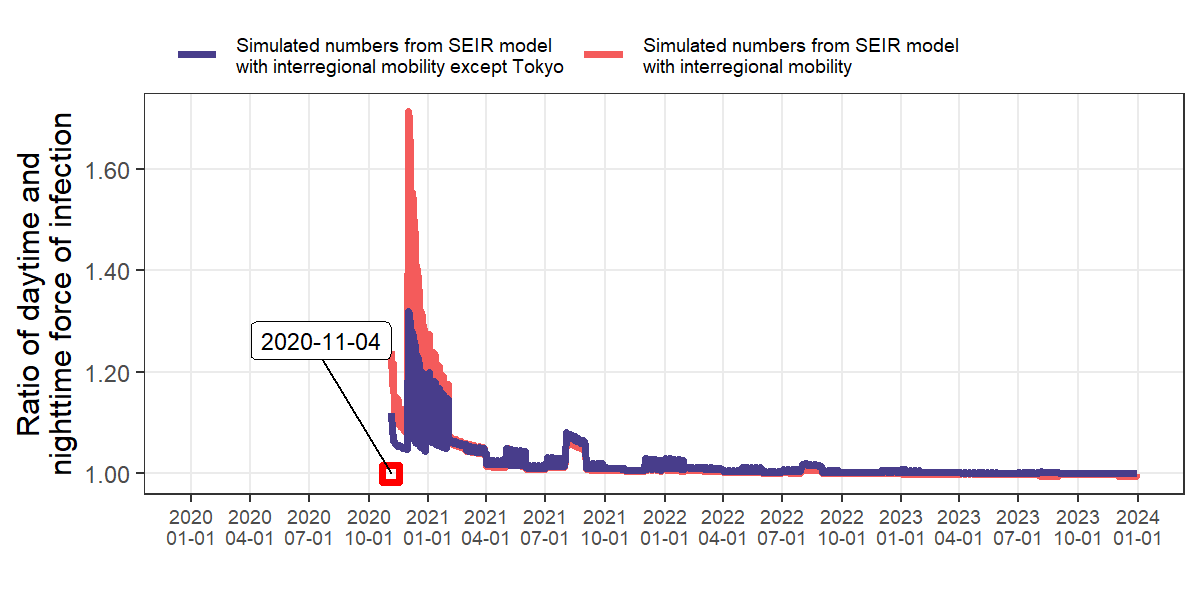 Simulated numbers from SEIR model
with interregional mobility except Tokyo
Simulated numbers from SEIR model
with interregional mobility
Ratio of daytime and
nighttime force of infection
1.60
1.40
1.20
1.00
2020-11-04
2020 2020 2020 2020 2021 2021 2021 2021 2022 2022 2022 2022 2023 2023 2023 2023 2024
01-01 04-01 07-01 10-01 01-01 04-01 07-01 10-01 01-01 04-01 07-01 10-01 01-01 04-01 07-01 10-01 01-01